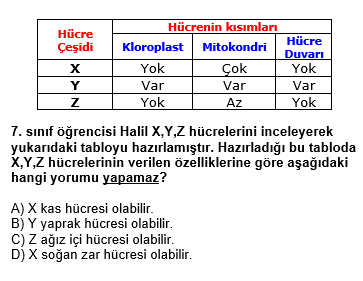 Hücre Çeşidi Hücrenin kısımları
Kloroplast Mitokondri Hücre Duvarı
X Yok Çok Yok
Y Var Var Var
Z Yok Az Yok
7. sınıf öğrencisi Halil X,Y,Z hücrelerini inceleyerek
yukarıdaki tabloyu hazırlamıştır. Hazırladığı bu tabloda
X,Y,Z hücrelerinin verilen özelliklerine göre aşağıdaki
hangi yorumu yapamaz?
A) X kas hücresi olabilir.
B) Y yaprak hücresi olabilir.
C) Z ağız içi hücresi olabilir.
D) X soğan zar hücresi olabilir.